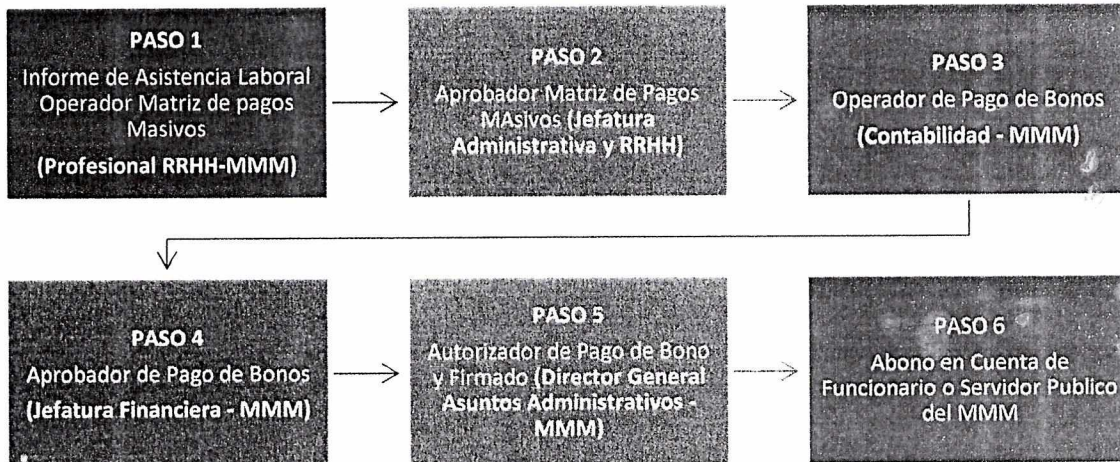 PASO 1
Informe de Asistencia Laboral
Operador Matriz de pagos
Masivos
(Profesional RRHH-MMM)
PASO 2
Aprobador Matriz de Pagos
MAsivos (Jefatura
Administrativa y RRHH)
PASO 3
Operador de Pago de Bonos
(Contabilidad - MMM)
PASO 4
Aprobador de Pago de Bonos
(Jefatura Financiera - MMM)
PASO 5
Autorizador de Pago de Bono
y Firmado (Director General
Asuntos Administrativos -
MMM)
PASO 6
Abono en Cuenta de
Funcionario o Servidor Publico
del MMM